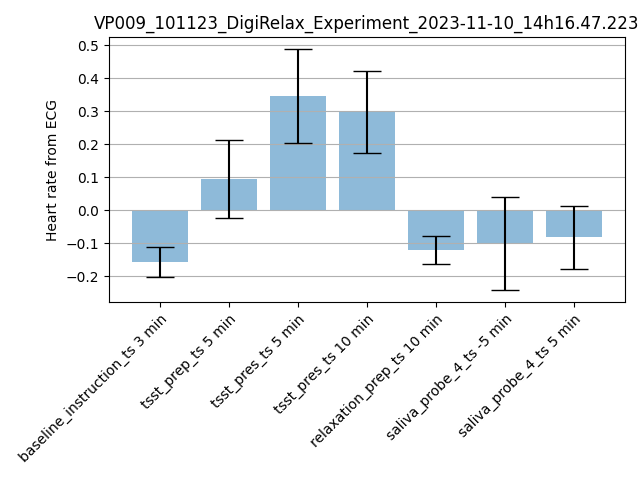 VP009_101123_DigiRelax_Experiment_2023-11-10_14h16.47.223
Heart rate from ECG
0.5
0.4
0.3
0.2
0.1
0.0
−0.1
−0.2
baseline_instruction_ts 3 min
tsst_prep_ts 5 min
tsst_pres_ts 5 min
tsst_pres_ts 10 min
relaxation_prep_ts 10 min
saliva_probe_4_ts -5 min
saliva_probe_4_ts 5 min